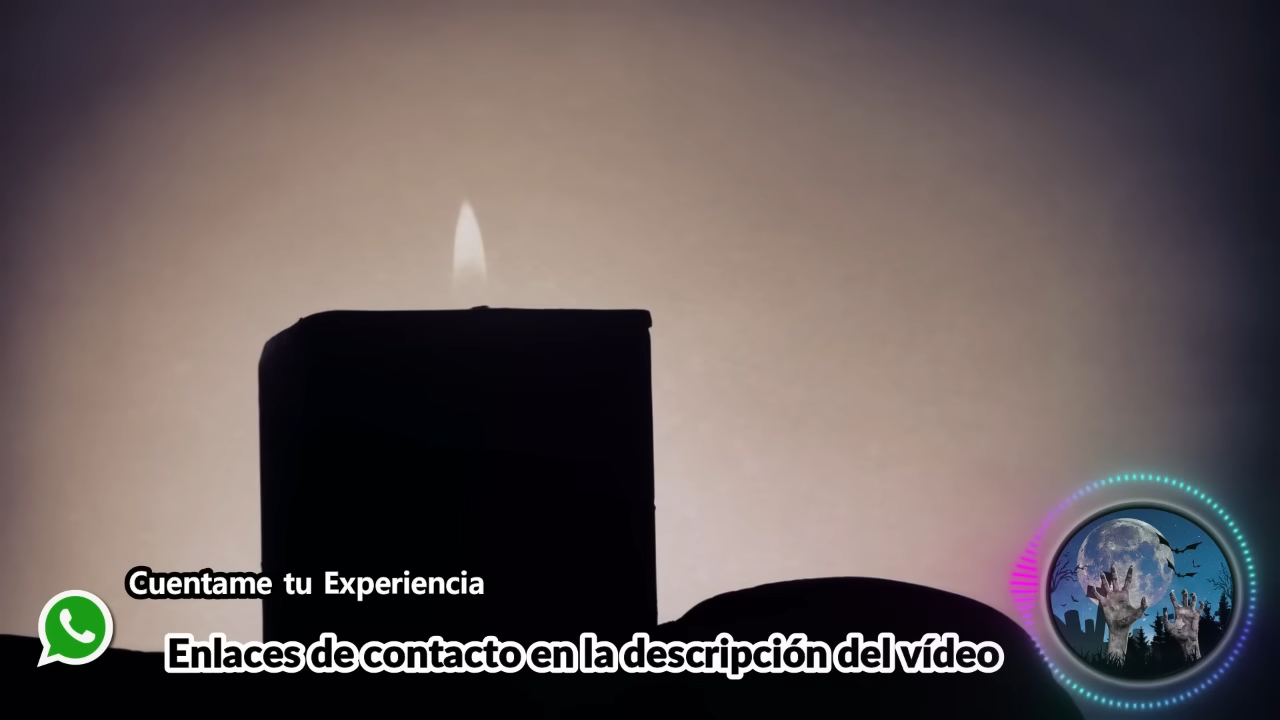 Cuentame tu Experiencia
Enlaces de contacto en la descripción del vídeo